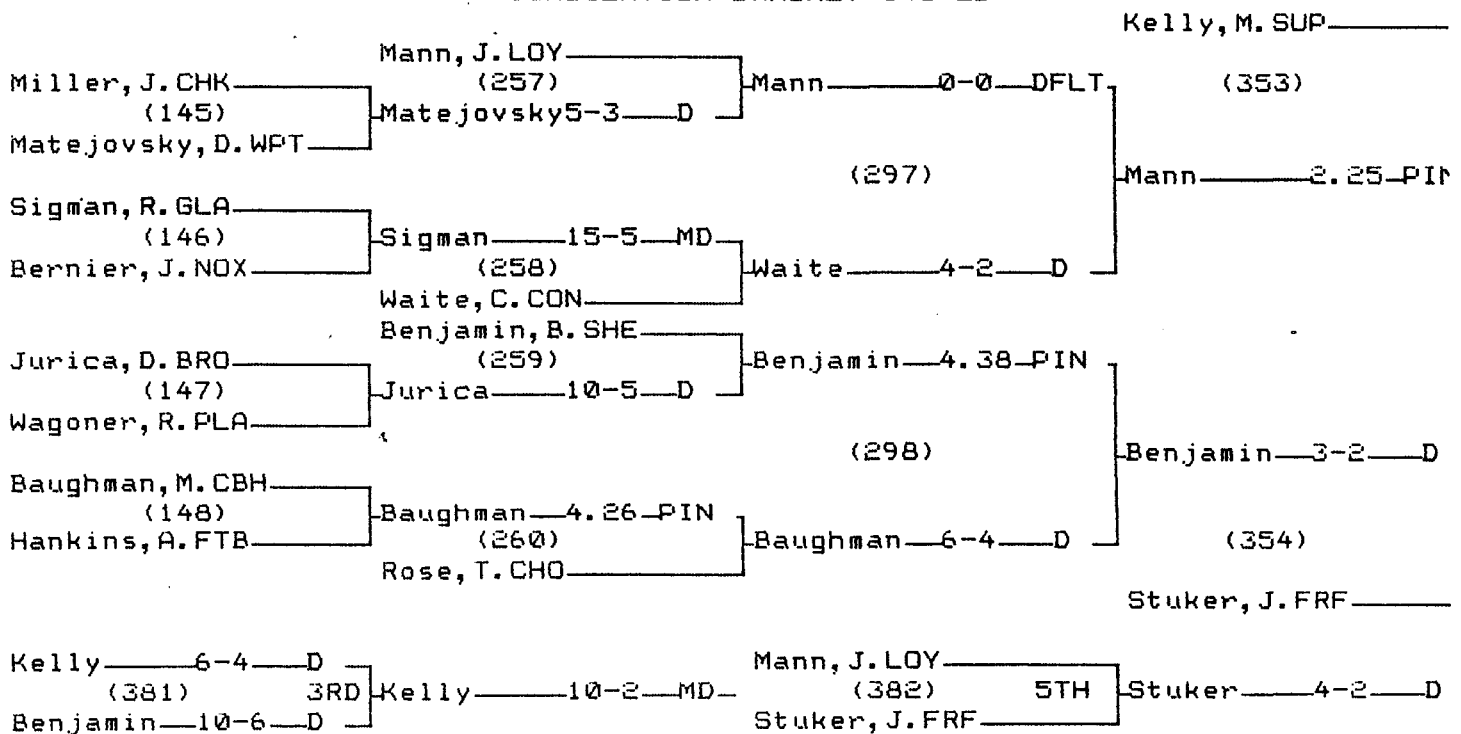 Kelly, M. SUP
Mann, J. LOY
Miller, J. CHK (257) Mann 0-0 DFLT (353)
(145) Matejovsky 5-3 D
Matejovsky, D. WPT
(297) Mann 2.25 PIN
Sigman, R. GLA
(146) Sigman 15-5 MD
Bernier, J. NOX (258) Waite 4-2 D
Waite, C. CON
Benjamin, B. SHE
Jurica, D. BRO (259) Benjamin 4.38 PIN
(147) Jurica 10-5 D
Wagoner, R. PLA
(298) Benjamin 3-2 D
Baughman, M. CBH
(148) Baughman 4.26 PIN
Hankins, A. FTB (260) Baughman 6-4 D (354)
Rose, T. CHO
Stuker, J. FRF
Kelly 6-4 D Mann, J. LOY
(381) 3RD Kelly 10-2 MD (382) 5TH Stuker 4-2 D
Benjamin 10-6 D Stuker, J. FRF